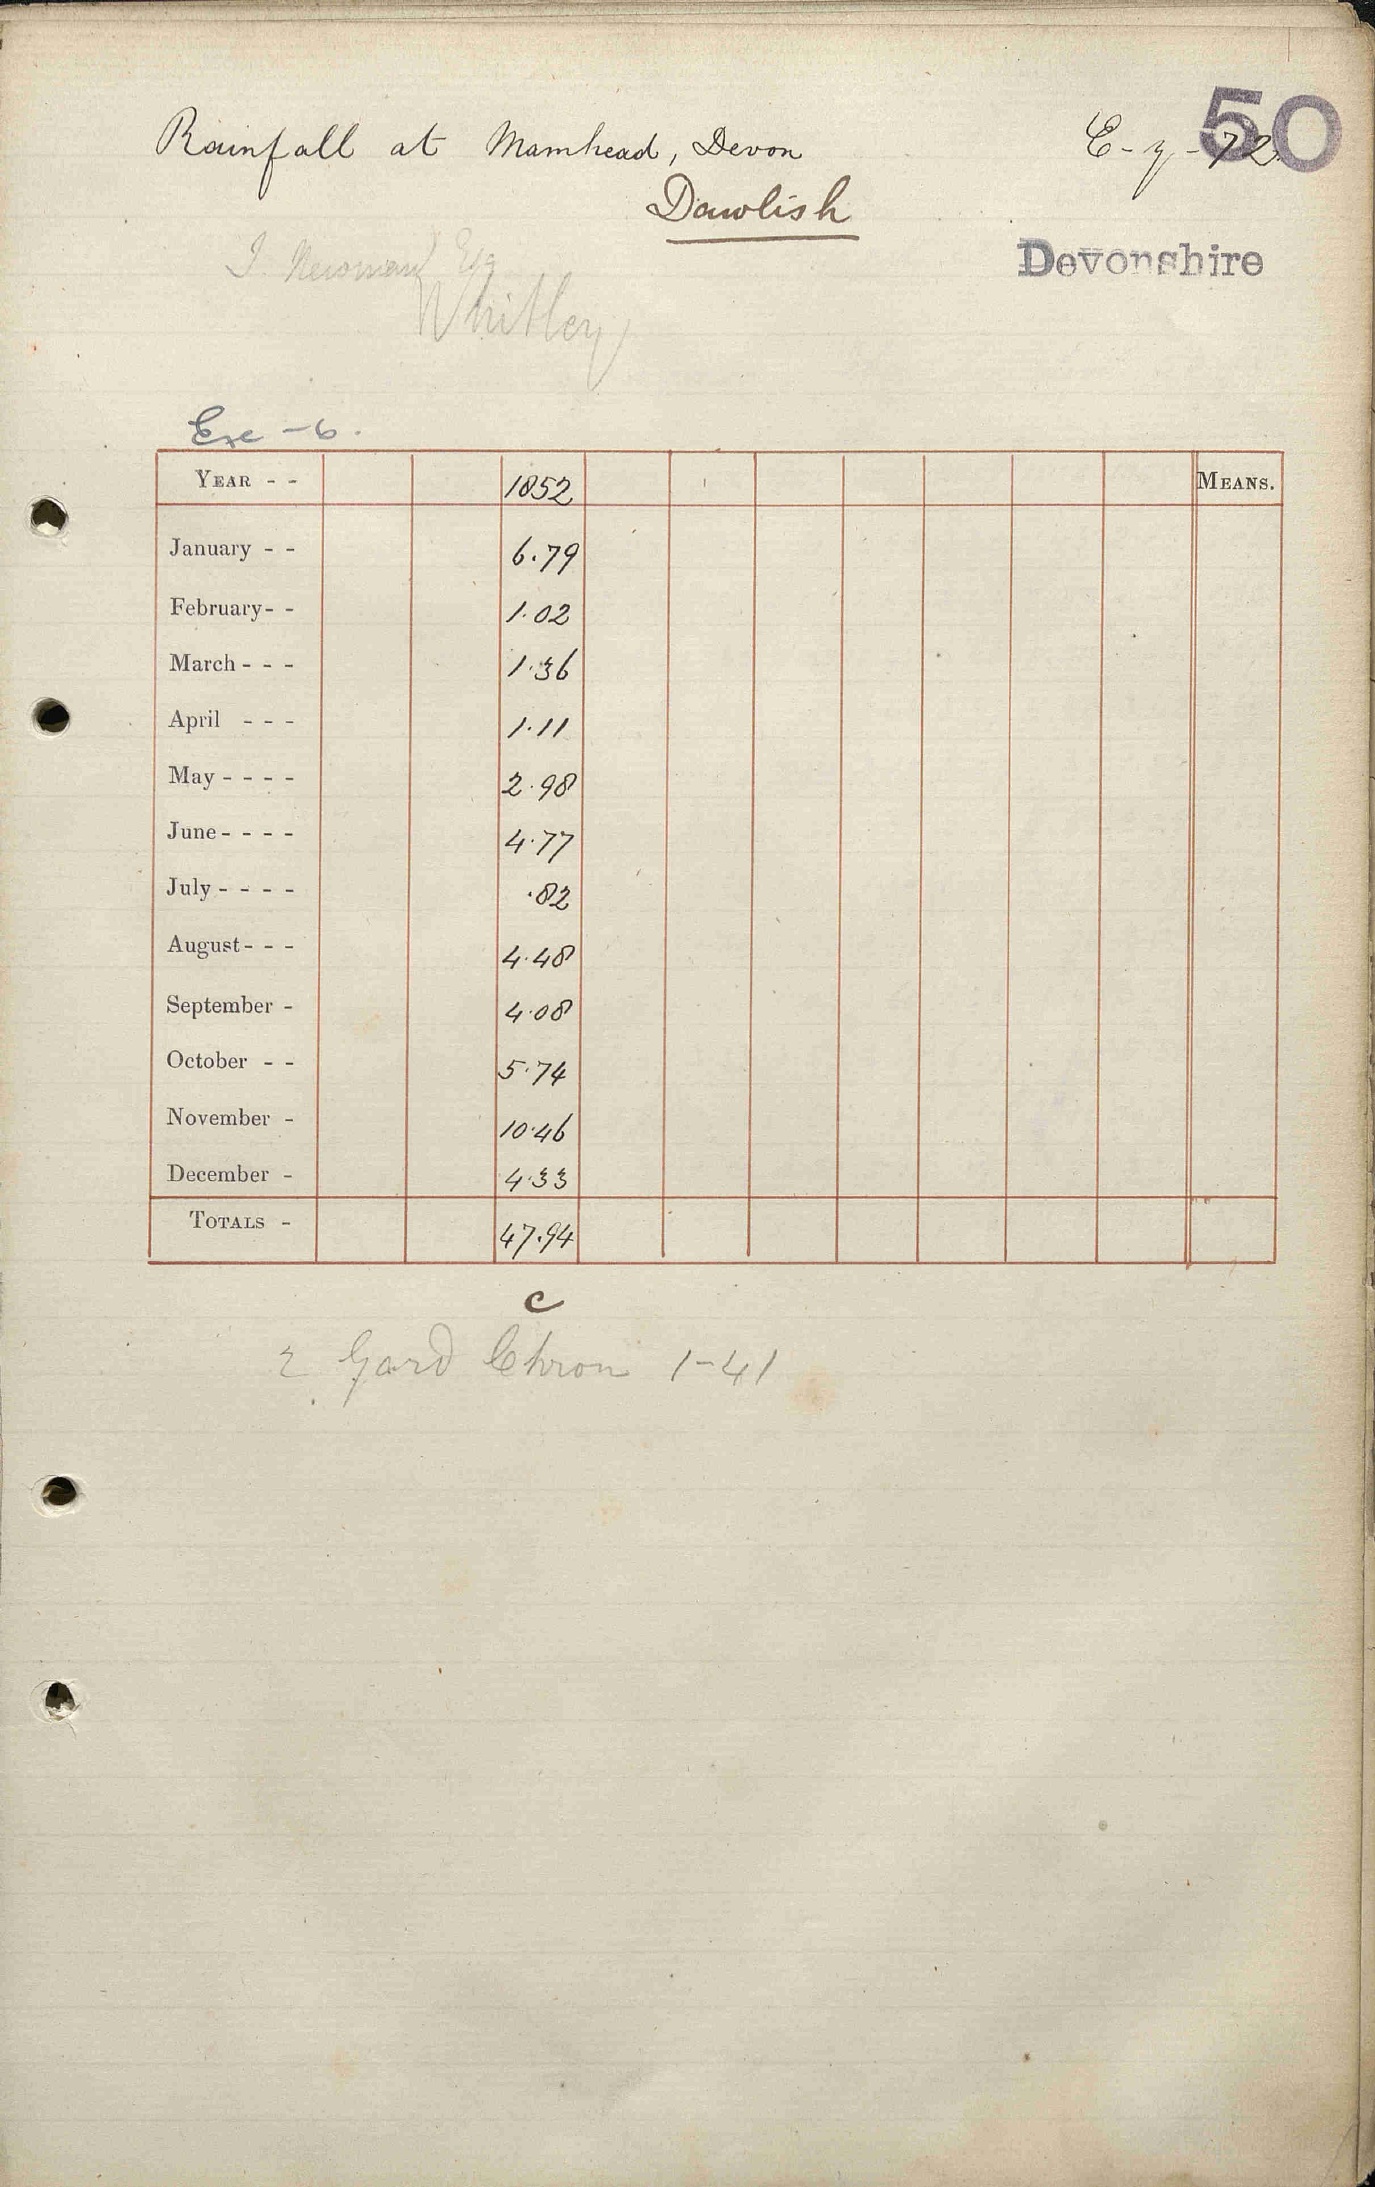 50
Rainfall at Mamhead, Devon E-y-72
Dawlish
Devonshire
J. Newman Esq
Whitley
Exe - 6.
YEAR - - 1852 MEANS.
January - - 6.79
February - - 1.02
March - - - 1.36
April - - - 1.11
May - - - - 2.98
June - - - - 4.77
July - - - - .82
August - - - 4.48
September - 4.08
October - - 5.74
November - 10.46
December - 4.33
TOTALS - 47.94
c
Gard Chron 1-41